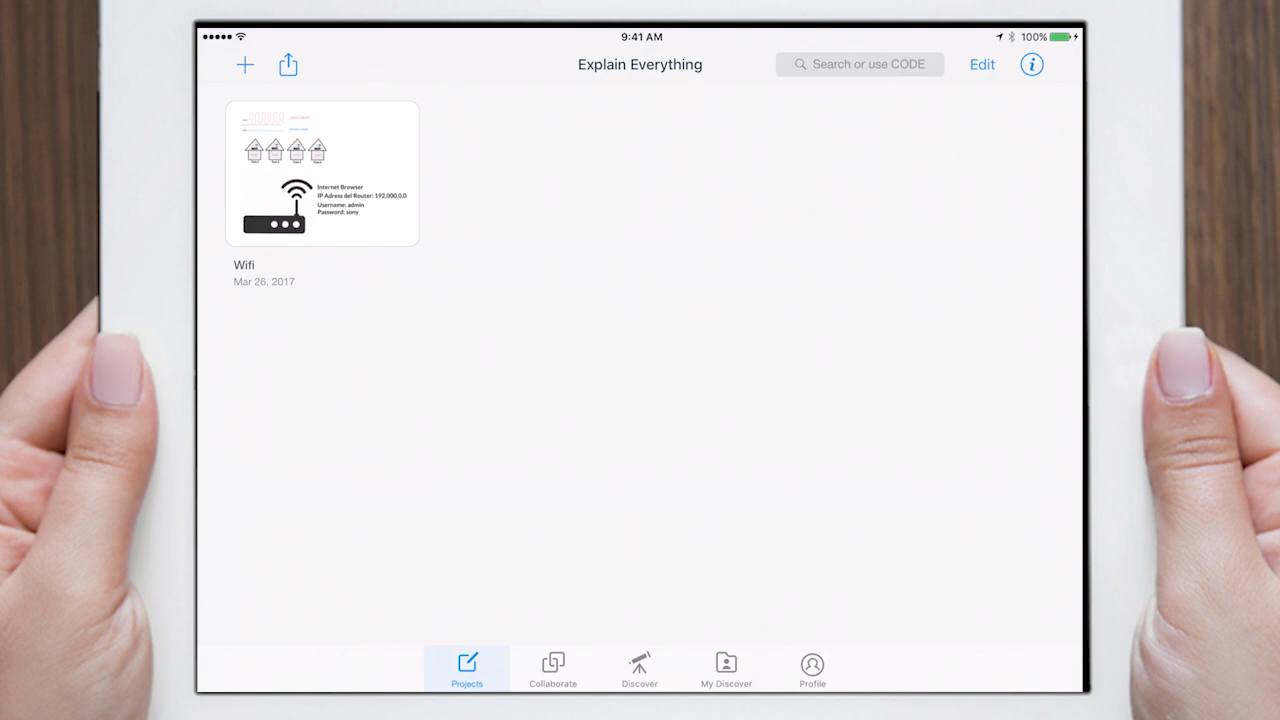 9:41 AM
100%
Explain Everything
Search or use CODE
Edit
Internet Browser
IP Adress del Router: 192.000.0.0
Username: admin
Password: sony
Wifi
Mar 26, 2017
Projects
Collaborate
Discover
My Discover
Profile